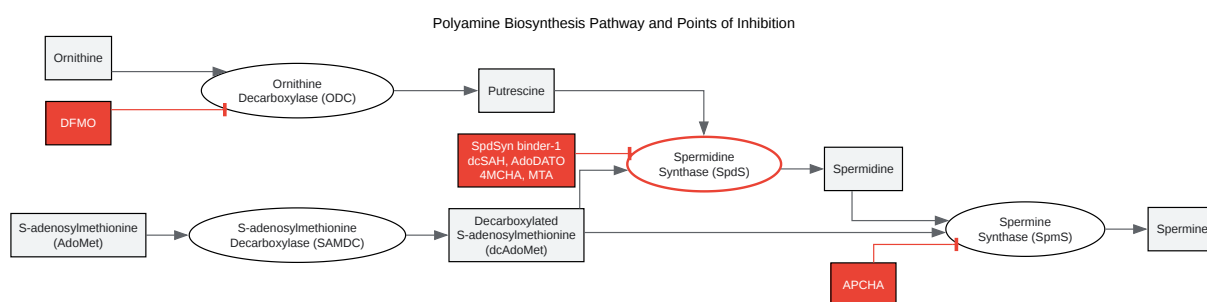 Polyamine Biosynthesis Pathway and Points of Inhibition
Ornithine
Ornithine
Decarboxylase (ODC)
Putrescine
DFMO
SpdSyn binder-1
dcSAH, AdoDATO
4MCHA, MTA
Spermidine
Synthase (SpdS)
Spermidine
S-adenosylmethionine
(AdoMet)
S-adenosylmethionine
Decarboxylase (SAMDC)
Decarboxylated
S-adenosylmethionine
(dcAdoMet)
Spermine
Synthase (SpmS)
Spermine
APCHA